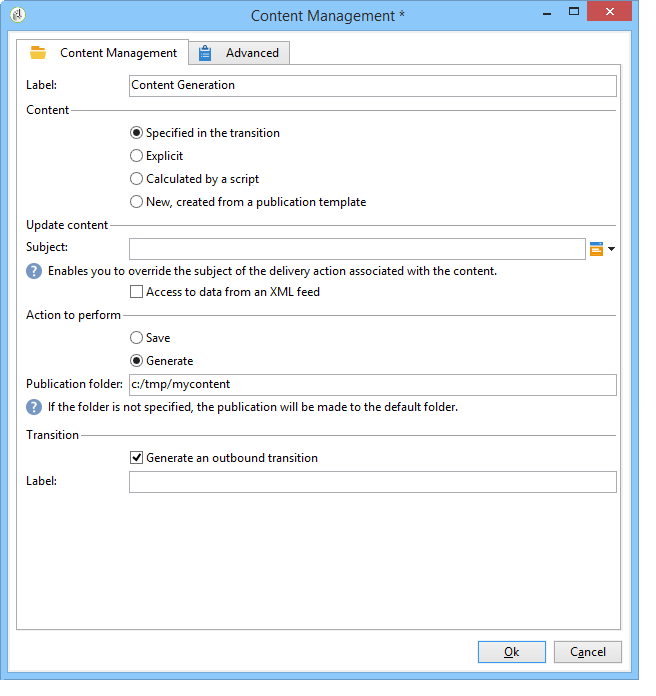 Content Management *
Content Management
Advanced
Label: Content Generation
Content
Specified in the transition
Explicit
Calculated by a script
New, created from a publication template
Update content
Subject:
Enables you to override the subject of the delivery action associated with the content.
Access to data from an XML feed
Action to perform
Save
Generate
Publication folder: c:/tmp/mycontent
If the folder is not specified, the publication will be made to the default folder.
Transition
Generate an outbound transition
Label:
Ok
Cancel